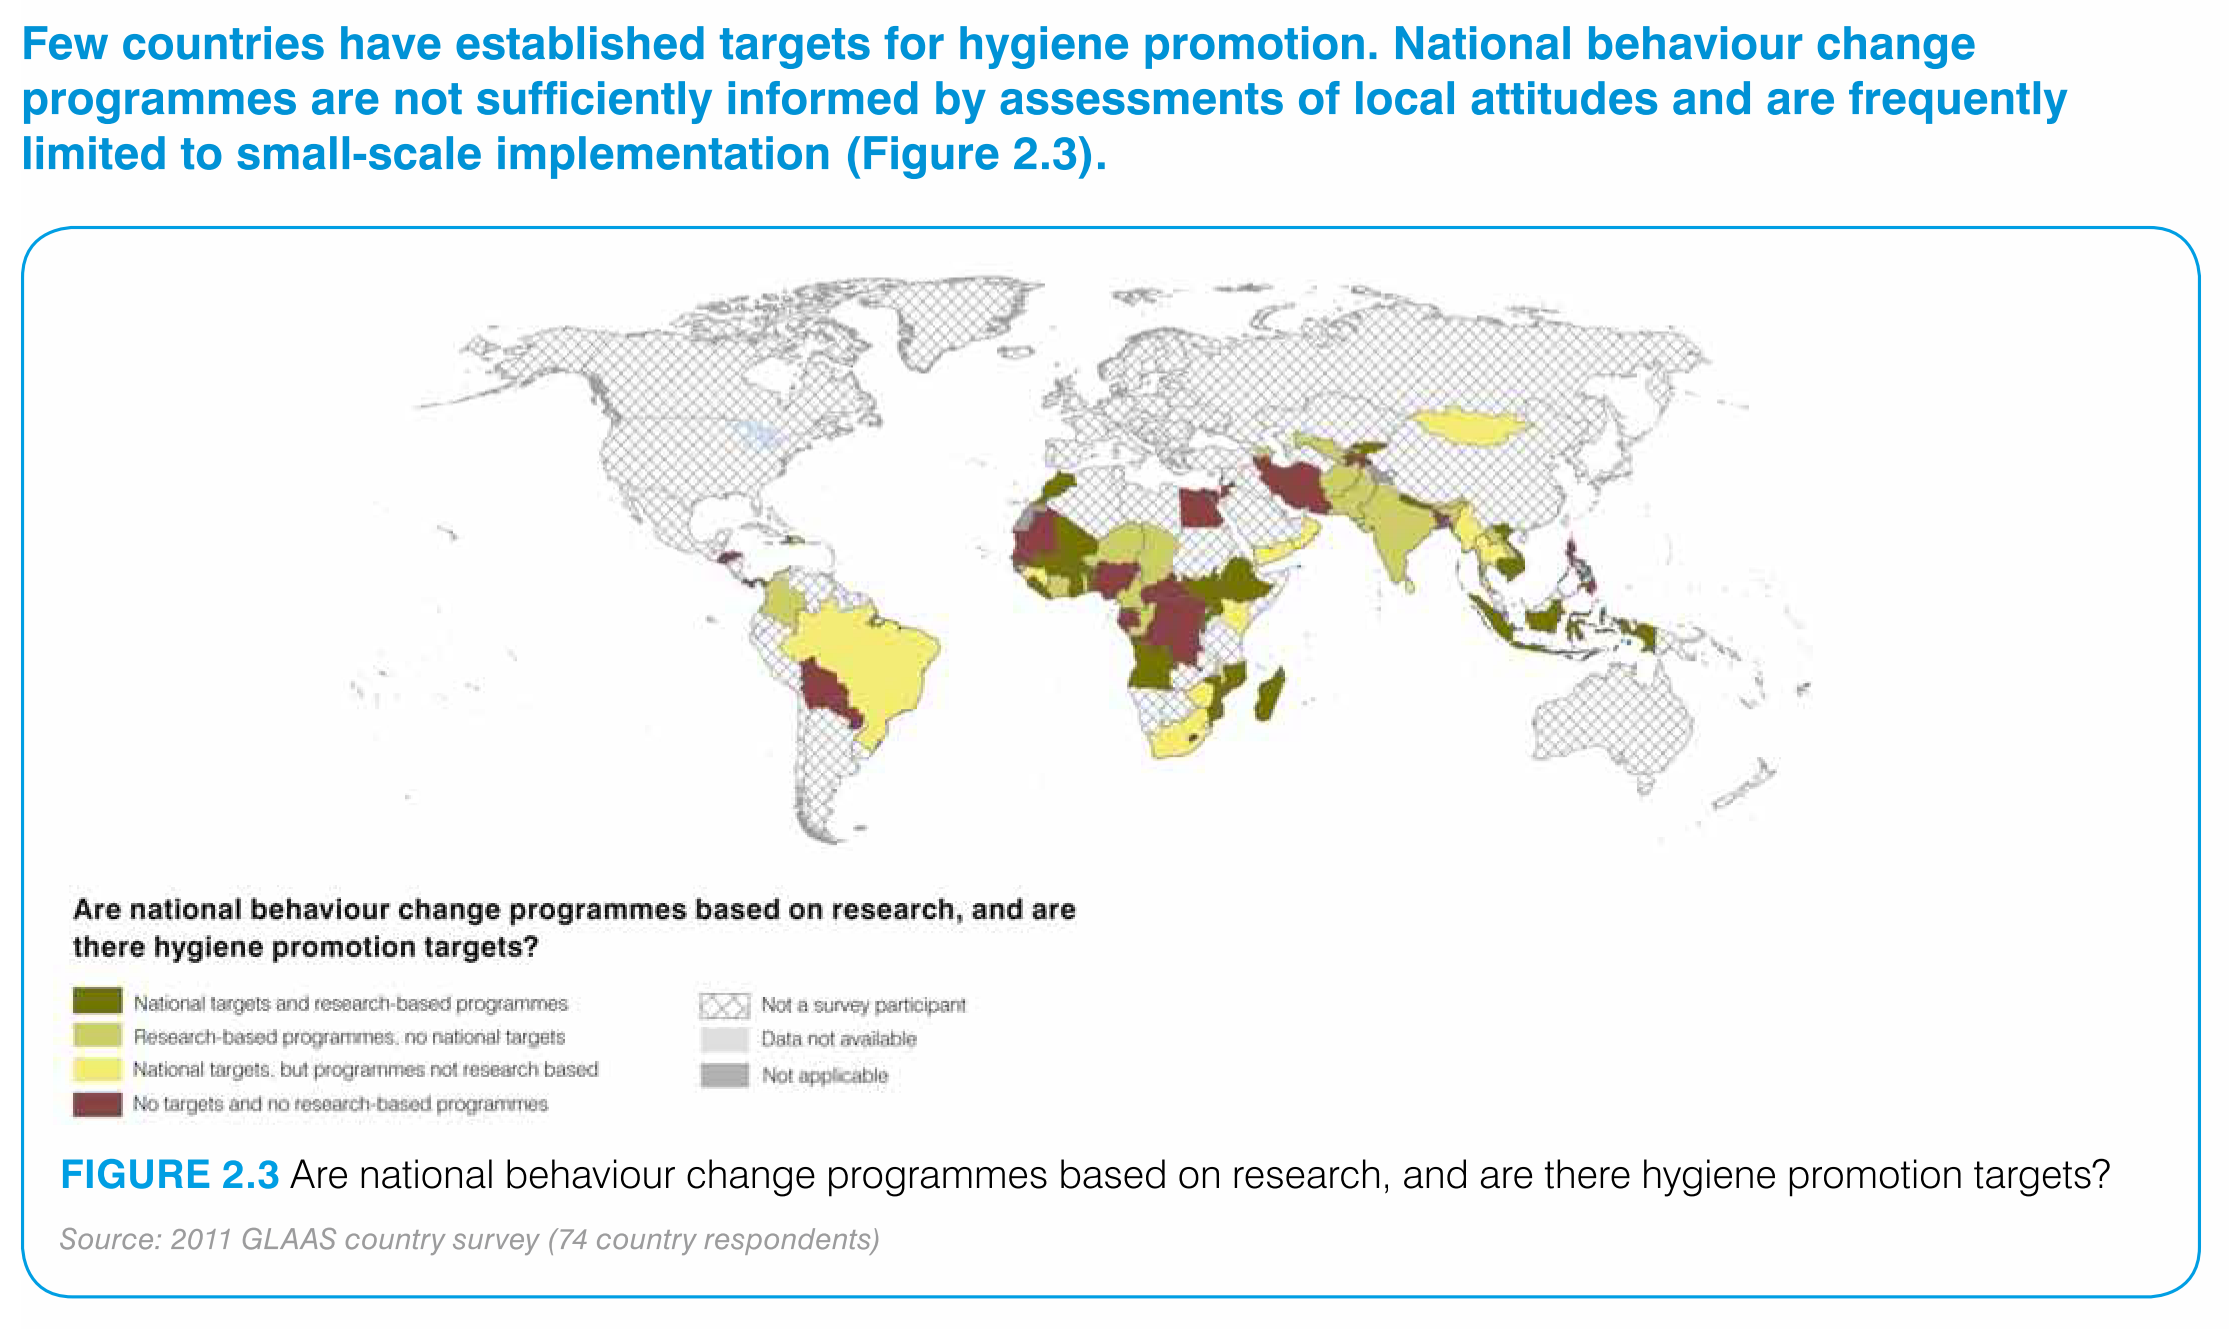 Few countries have established targets for hygiene promotion. National behaviour change
programmes are not sufficiently informed by assessments of local attitudes and are frequently
limited to small-scale implementation (Figure 2.3).
Are national behaviour change programmes based on research, and are
there hygiene promotion targets?
National targets and research-based programmes
Research-based programmes, no national targets
National targets, but programmes not research based
No targets and no research-based programmes
Not a survey participant
Data not available
Not applicable
FIGURE 2.3 Are national behaviour change programmes based on research, and are there hygiene promotion targets?
Source: 2011 GLAAS country survey (74 country respondents)